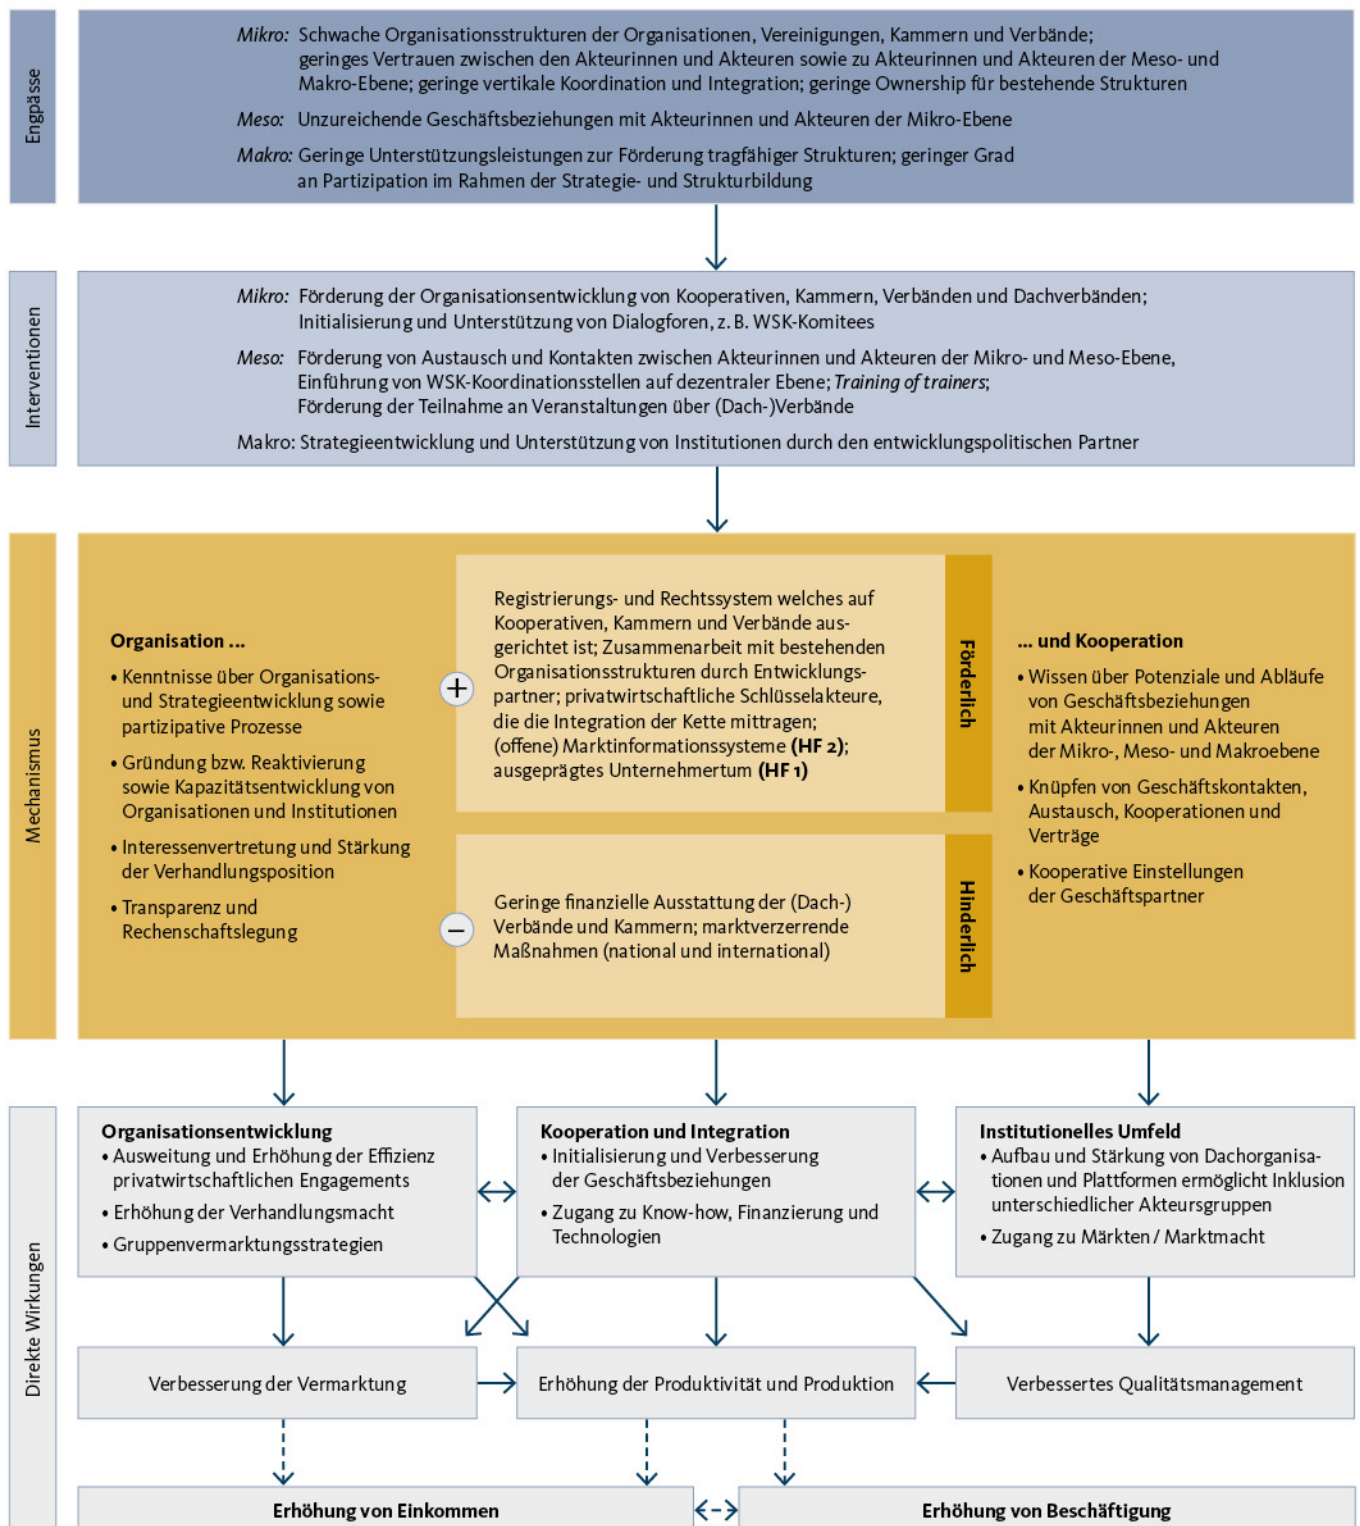 Engpässe
Mikro: Schwache Organisationsstrukturen der Organisationen, Vereinigungen, Kammern und Verbände;
geringes Vertrauen zwischen den Akteurinnen und Akteuren sowie zu Akteurinnen und Akteuren der Meso- und
Makro-Ebene; geringe vertikale Koordination und Integration; geringe Ownership für bestehende Strukturen
Meso: Unzureichende Geschäftsbeziehungen mit Akteurinnen und Akteuren der Mikro-Ebene
Makro: Geringe Unterstützungsleistungen zur Förderung tragfähiger Strukturen; geringer Grad
an Partizipation im Rahmen der Strategie- und Strukturbildung
Interventionen
Mikro: Förderung der Organisationsentwicklung von Kooperativen, Kammern, Verbänden und Dachverbänden;
Initialisierung und Unterstützung von Dialogforen, z. B. WSK-Komitees
Meso: Förderung von Austausch und Kontakten zwischen Akteurinnen und Akteuren der Mikro- und Meso-Ebene,
Einführung von WSK-Koordinationsstellen auf dezentraler Ebene; Training of trainers;
Förderung der Teilnahme an Veranstaltungen über (Dach-)Verbände
Makro: Strategieentwicklung und Unterstützung von Institutionen durch den entwicklungspolitischen Partner
Mechanismus
Organisation ...
• Kenntnisse über Organisations-
und Strategieentwicklung sowie
partizipative Prozesse
• Gründung bzw. Reaktivierung
sowie Kapazitätsentwicklung von
Organisationen und Institutionen
• Interessenvertretung und Stärkung
der Verhandlungsposition
• Transparenz und
Rechenschaftslegung
+
Registrierungs- und Rechtssystem welches auf
Kooperativen, Kammern und Verbände aus-
gerichtet ist; Zusammenarbeit mit bestehenden
Organisationsstrukturen durch Entwicklungs-
partner; privatwirtschaftliche Schlüsselakteure,
die die Integration der Kette mittragen;
(offene) Marktinformationssysteme (HF 2);
ausgeprägtes Unternehmertum (HF 1)
Förderlich
–
Geringe finanzielle Ausstattung der (Dach-)
Verbände und Kammern; marktverzerrende
Maßnahmen (national und international)
Hinderlich
... und Kooperation
• Wissen über Potenziale und Abläufe
von Geschäftsbeziehungen
mit Akteurinnen und Akteuren
der Mikro-, Meso- und Makroebene
• Knüpfen von Geschäftskontakten,
Austausch, Kooperationen und
Verträge
• Kooperative Einstellungen
der Geschäftspartner
Direkte Wirkungen
Organisationsentwicklung
• Ausweitung und Erhöhung der Effizienz
privatwirtschaftlichen Engagements
• Erhöhung der Verhandlungsmacht
• Gruppenvermarktungsstrategien
Kooperation und Integration
• Initialisierung und Verbesserung
der Geschäftsbeziehungen
• Zugang zu Know-how, Finanzierung und
Technologien
Institutionelles Umfeld
• Aufbau und Stärkung von Dachorganisa-
tionen und Plattformen ermöglicht Inklusion
unterschiedlicher Akteursgruppen
• Zugang zu Märkten / Marktmacht
Verbesserung der Vermarktung
Erhöhung der Produktivität und Produktion
Verbessertes Qualitätsmanagement
Erhöhung von Einkommen
Erhöhung von Beschäftigung